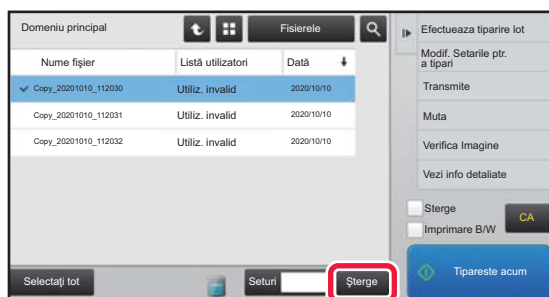 Domeniu principal
Fisierele
Nume fişier Listă utilizatori Dată
Copy_20201010_112030 Utiliz. invalid 2020/10/10
Copy_20201010_112031 Utiliz. invalid 2020/10/10
Copy_20201010_112032 Utiliz. invalid 2020/10/10
Selectaţi tot
Seturi
Şterge
Efectueaza tiparire lot
Modif. Setarile ptr.
a tipari
Transmite
Muta
Verifica Imagine
Vezi info detaliate
Sterge
Imprimare B/W
CA
Tipareste acum